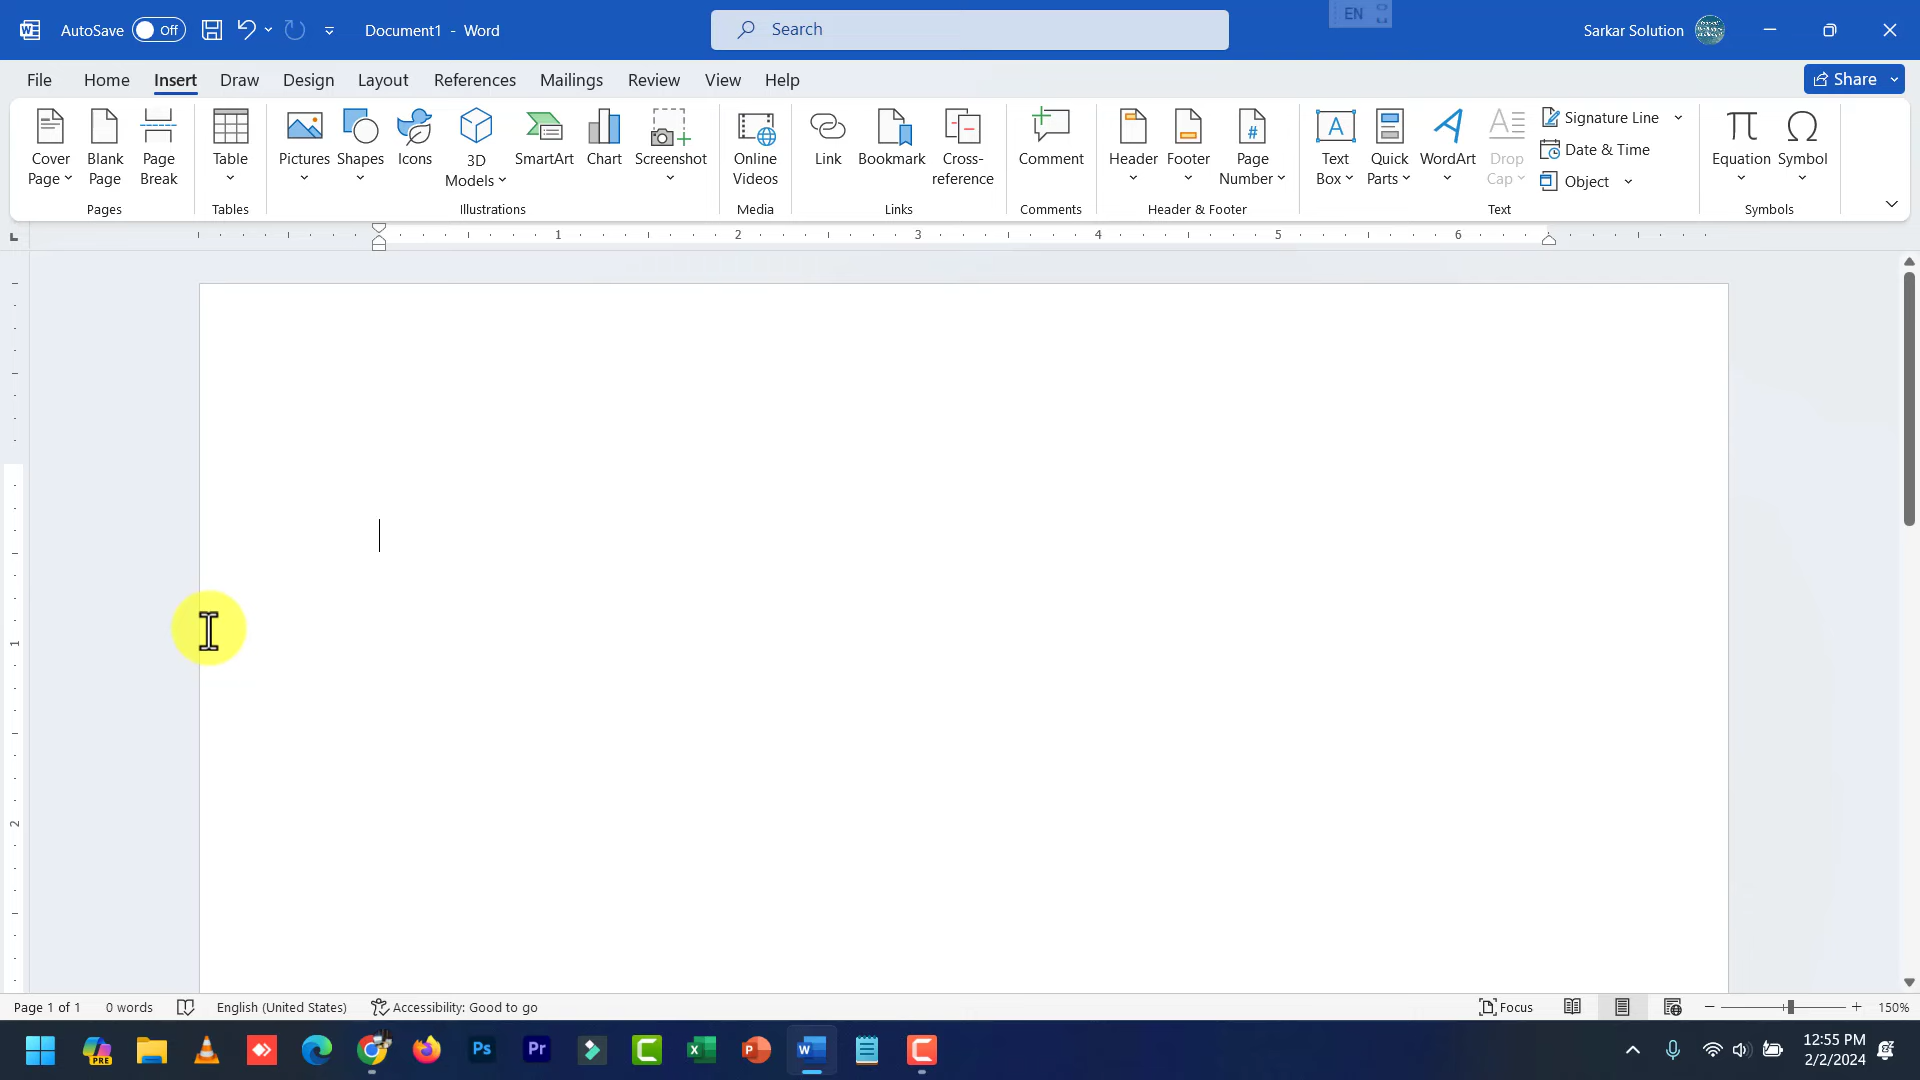 AutoSave Off Document1 - Word Search EN Sarkar Solution
File Home Insert Draw Design Layout References Mailings Review View Help Share
Cover Page Blank Page Page Break
Pages
Table
Tables
Pictures Shapes Icons 3D Models SmartArt Chart Screenshot
Illustrations
Online Videos
Media
Link Bookmark Cross-reference
Links
Comment
Comments
Header Footer Page Number
Header & Footer
Text Box Quick Parts WordArt Drop Cap
Signature Line
Date & Time
Object
Text
Equation Symbol
Symbols
1 2 3 4 5 6
1
2
Page 1 of 1 0 words English (United States) Accessibility: Good to go Focus 150%
12:55 PM
2/2/2024